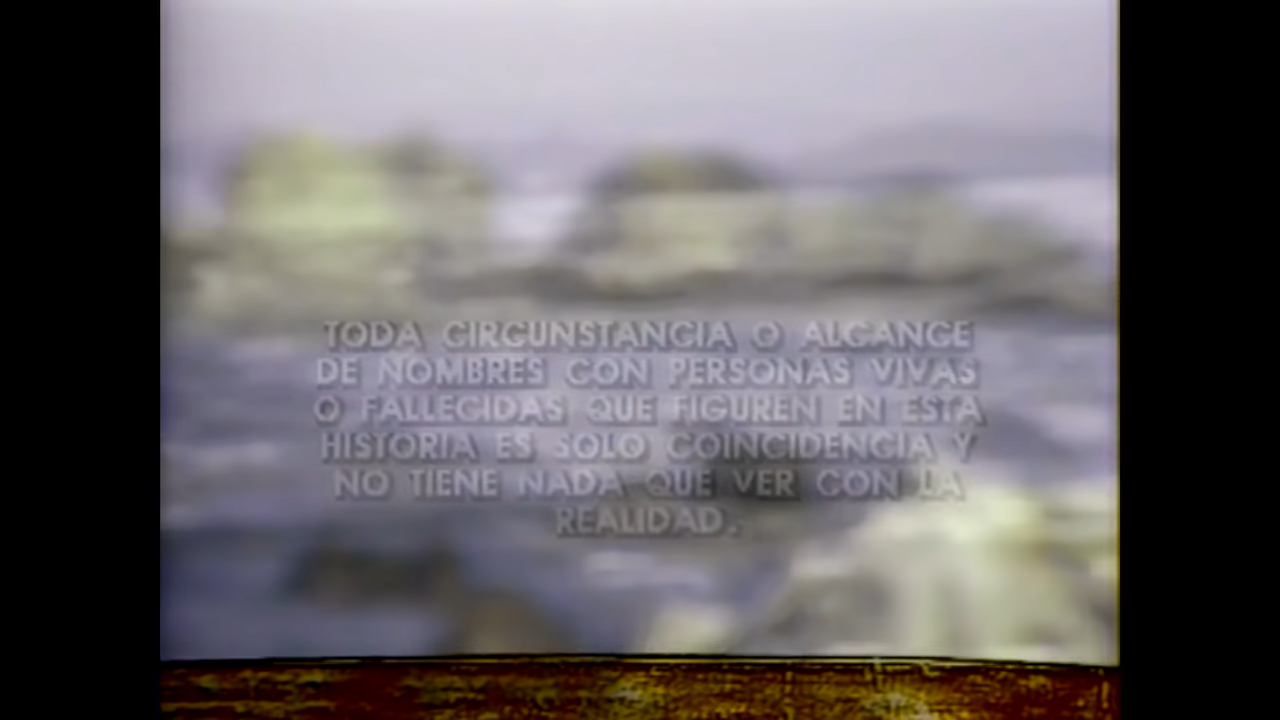 TODA CIRCUNSTANCIA O ALCANCE
DE NOMBRES CON PERSONAS VIVAS
O FALLECIDAS QUE FIGUREN EN ESTA
HISTORIA ES SOLO COINCIDENCIA Y
NO TIENE NADA QUE VER CON LA
REALIDAD.